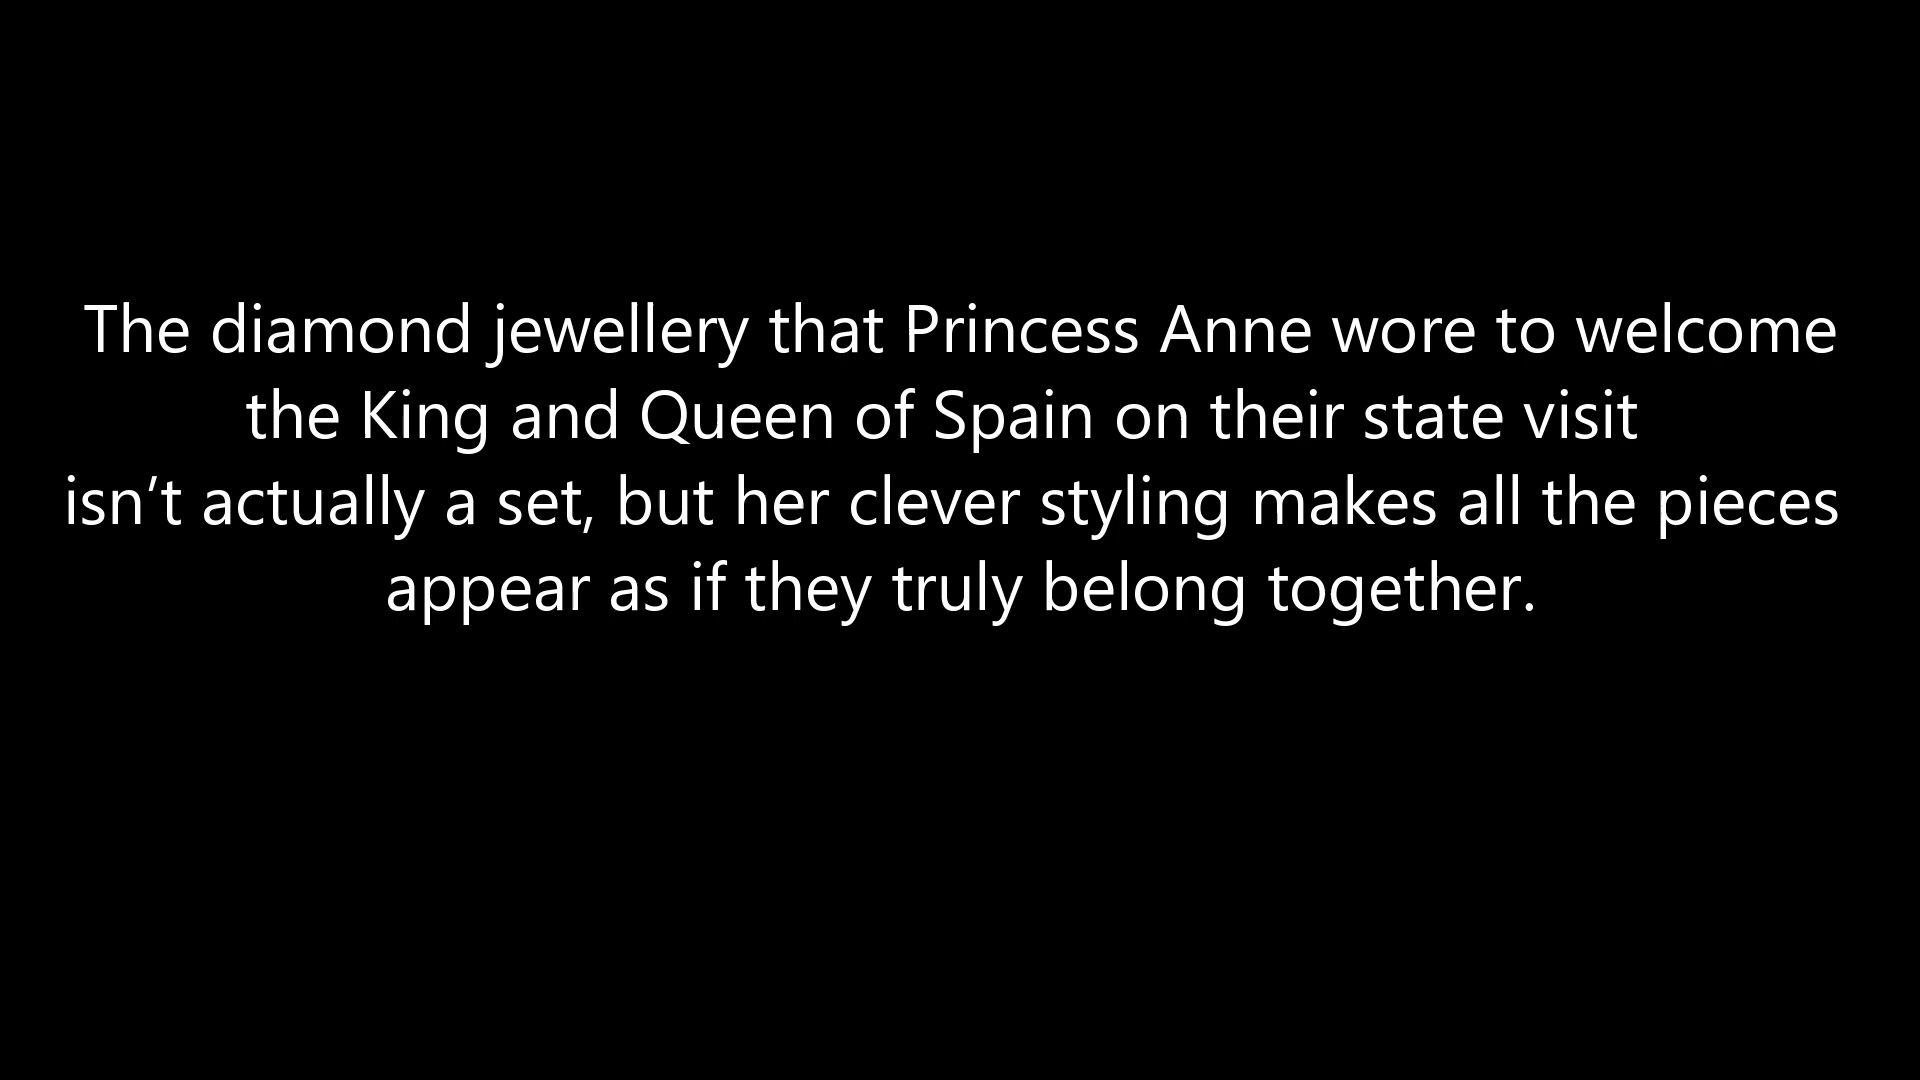 The diamond jewellery that Princess Anne wore to welcome
the King and Queen of Spain on their state visit
isn’t actually a set, but her clever styling makes all the pieces
appear as if they truly belong together.